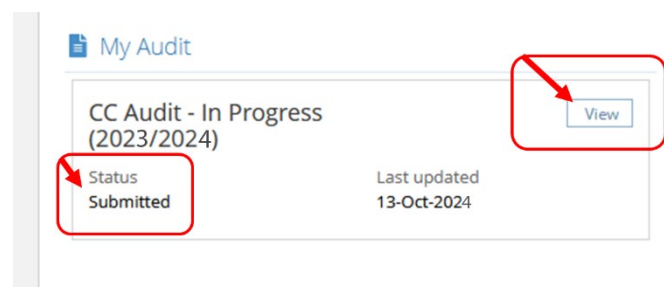 My Audit
CC Audit - In Progress
(2023/2024)
View
Status
Last updated
Submitted
13-Oct-2024